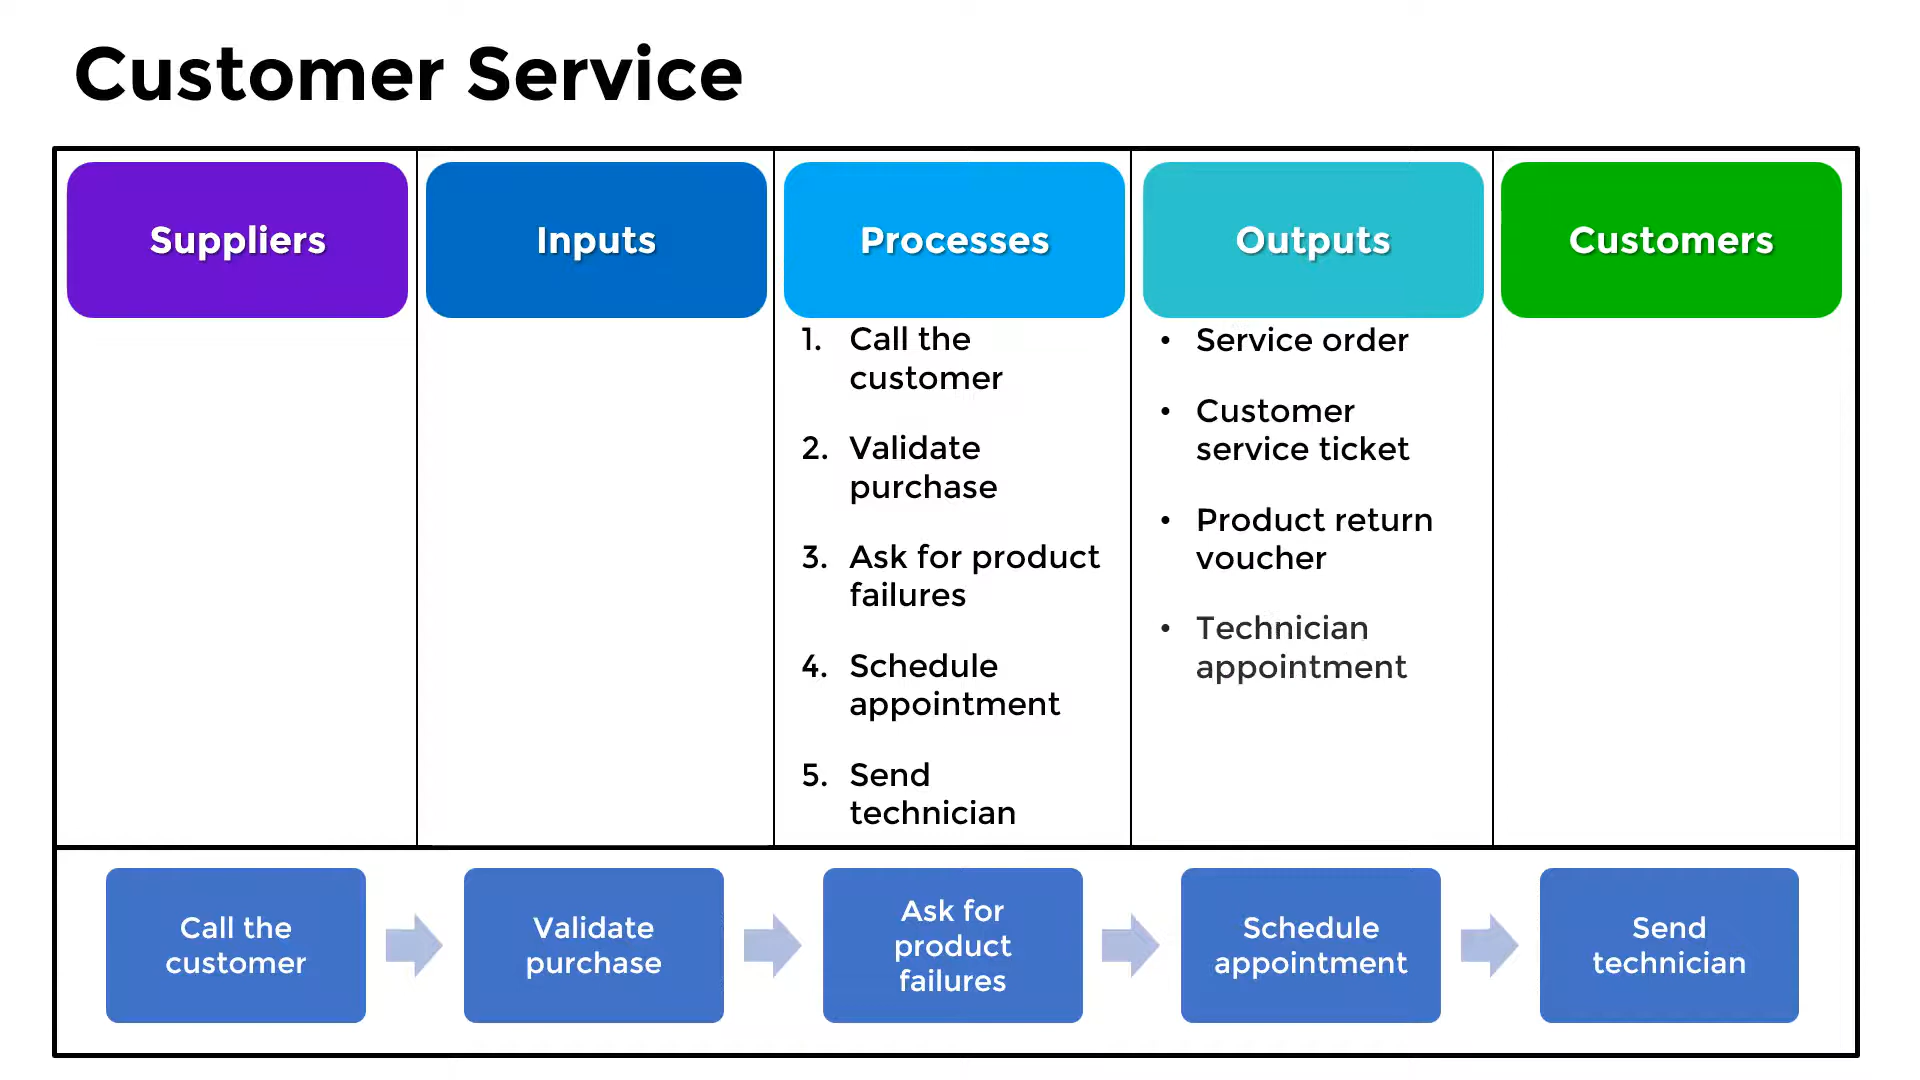 Customer Service
Suppliers
Inputs
Processes
Outputs
Customers
1. Call the
customer
2. Validate
purchase
3. Ask for product
failures
4. Schedule
appointment
5. Send
technician
• Service order
• Customer
service ticket
• Product return
voucher
• Technician
appointment
Call the
customer
Validate
purchase
Ask for
product
failures
Schedule
appointment
Send
technician